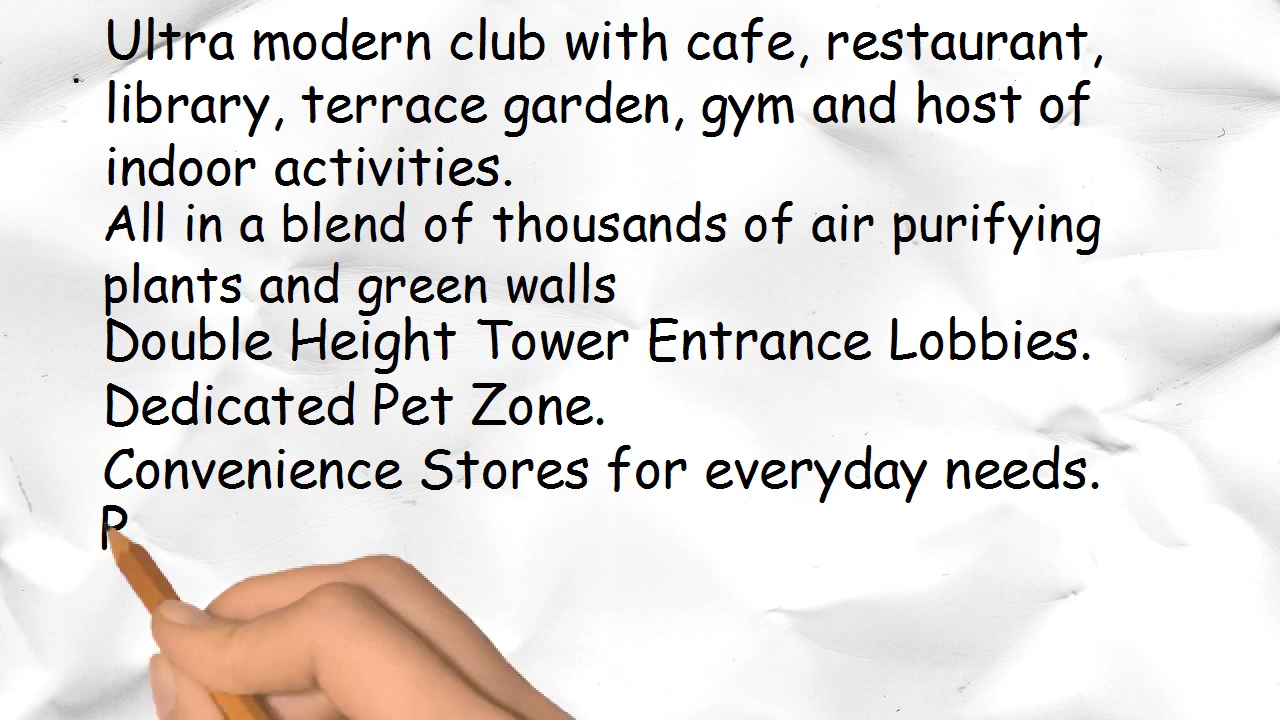 Ultra modern club with cafe, restaurant,
library, terrace garden, gym and host of
indoor activities.
All in a blend of thousands of air purifying
plants and green walls
Double Height Tower Entrance Lobbies.
Dedicated Pet Zone.
Convenience Stores for everyday needs.